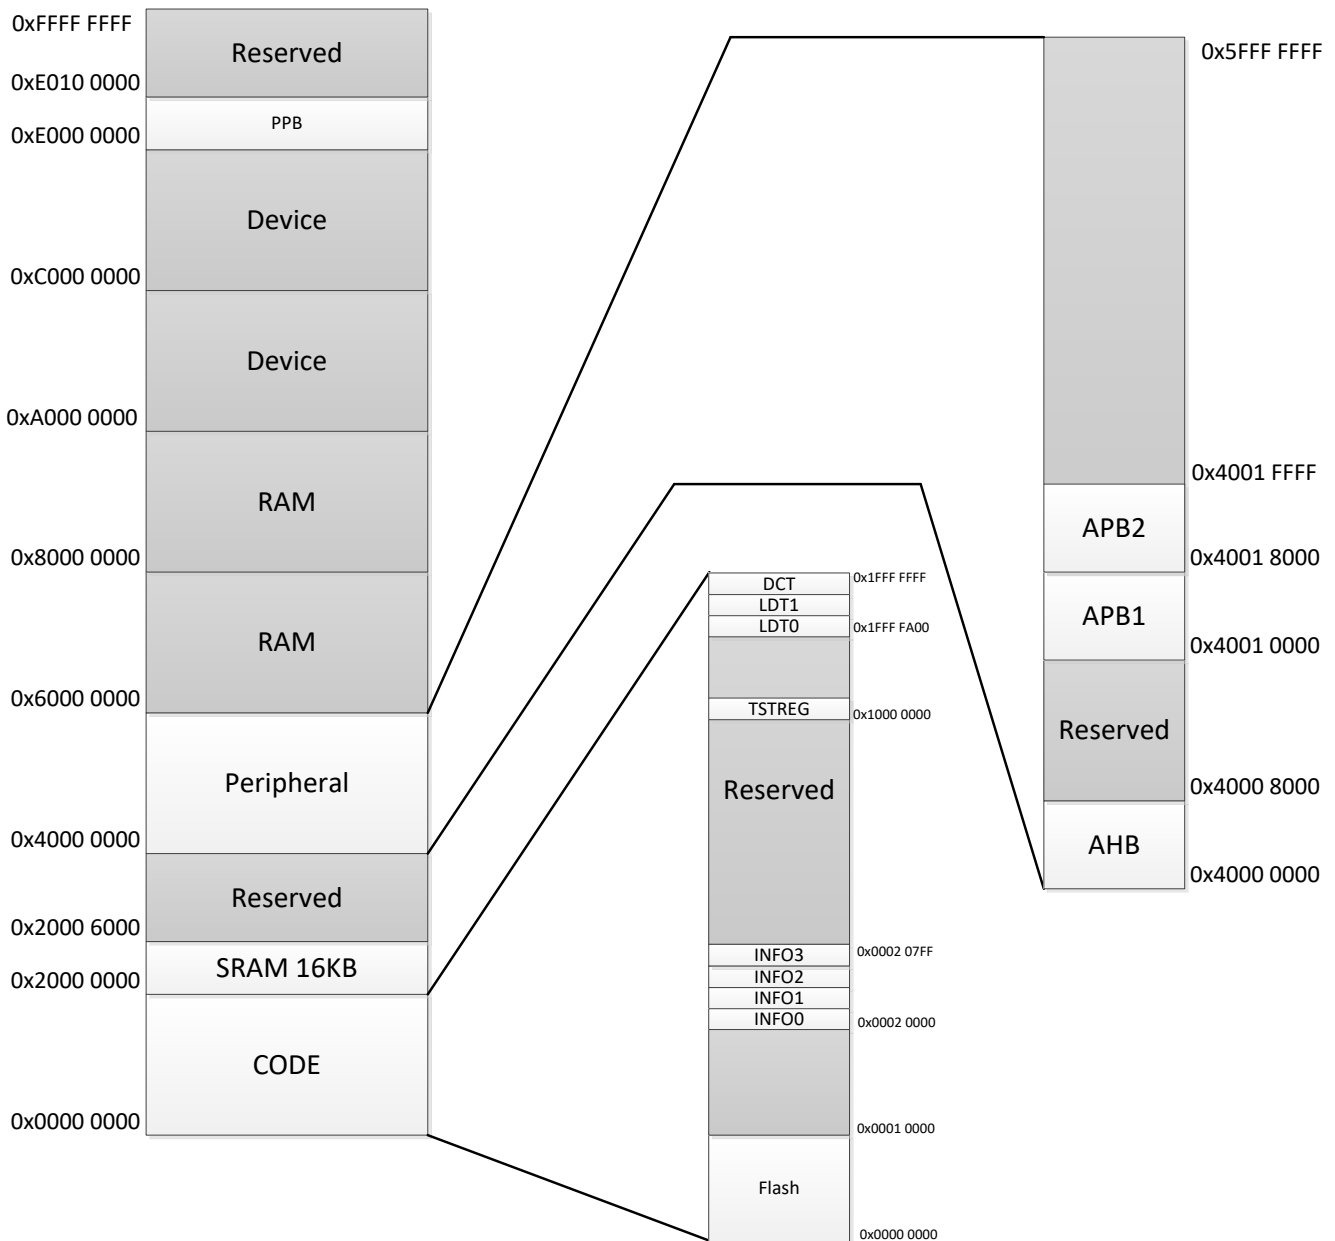 0xFFFF FFFF
Reserved
0xE010 0000
PPB
0xE000 0000
Device
0xC000 0000
Device
0xA000 0000
RAM
0x8000 0000
RAM
0x6000 0000
Peripheral
0x4000 0000
Reserved
0x2000 6000
SRAM 16KB
0x2000 0000
CODE
0x0000 0000
DCT
0x1FFF FFFF
LDT1
LDT0
0x1FFF FA00
TSTREG
0x1000 0000
Reserved
INFO3
0x0002 07FF
INFO2
INFO1
INFO0
0x0002 0000
0x0001 0000
Flash
0x0000 0000
0x5FFF FFFF
0x4001 FFFF
APB2
0x4001 8000
APB1
0x4001 0000
Reserved
0x4000 8000
AHB
0x4000 0000